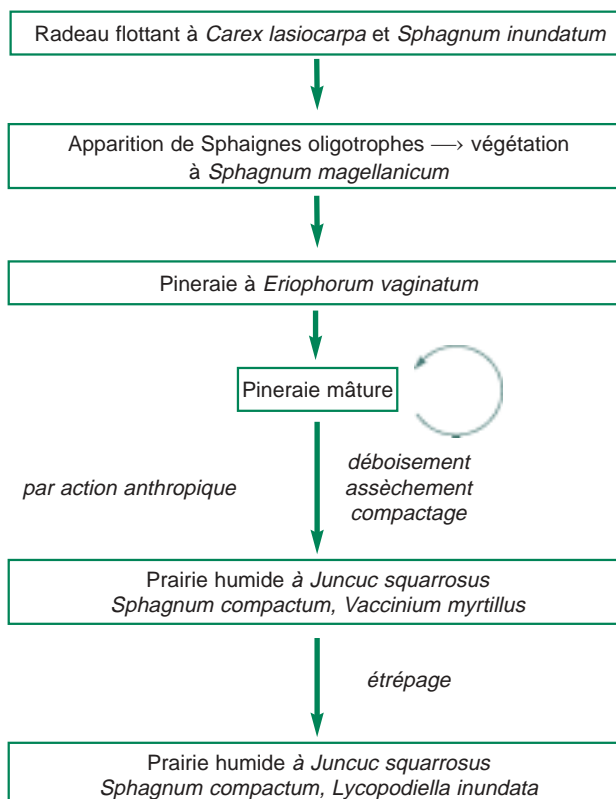 Radeau flottant à Carex lasiocarpa et Sphagnum inundatum
Apparition de Sphaignes oligotrophes → végétation
à Sphagnum magellanicum
Pineraie à Eriophorum vaginatum
Pineraie mâture
par action anthropique
déboisement
assèchement
compactage
Prairie humide à Juncuc squarrosus
Sphagnum compactum, Vaccinium myrtillus
étrépage
Prairie humide à Juncuc squarrosus
Sphagnum compactum, Lycopodiella inundata